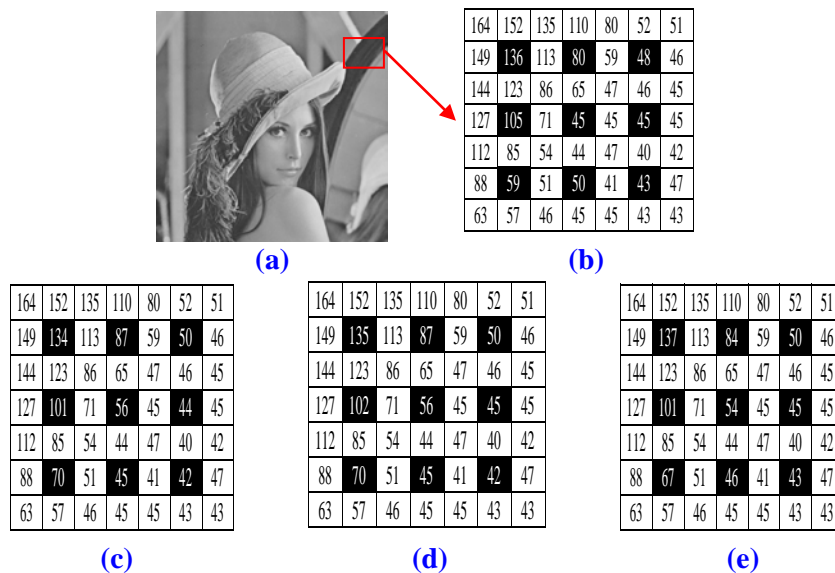 164 152 135 110 80 52 51
149 136 113 80 59 48 46
144 123 86 65 47 46 45
127 105 71 45 45 45 45
112 85 54 44 47 40 42
88 59 51 50 41 43 47
63 57 46 45 45 43 43
(a) (b)
164 152 135 110 80 52 51
149 134 113 87 59 50 46
144 123 86 65 47 46 45
127 101 71 56 45 44 45
112 85 54 44 47 40 42
88 70 51 45 41 42 47
63 57 46 45 45 43 43
(c)
164 152 135 110 80 52 51
149 135 113 87 59 50 46
144 123 86 65 47 46 45
127 102 71 56 45 45 45
112 85 54 44 47 40 42
88 70 51 45 41 42 47
63 57 46 45 45 43 43
(d)
164 152 135 110 80 52 51
149 137 113 84 59 50 46
144 123 86 65 47 46 45
127 101 71 54 45 45 45
112 85 54 44 47 40 42
88 67 51 46 41 43 47
63 57 46 45 45 43 43
(e)